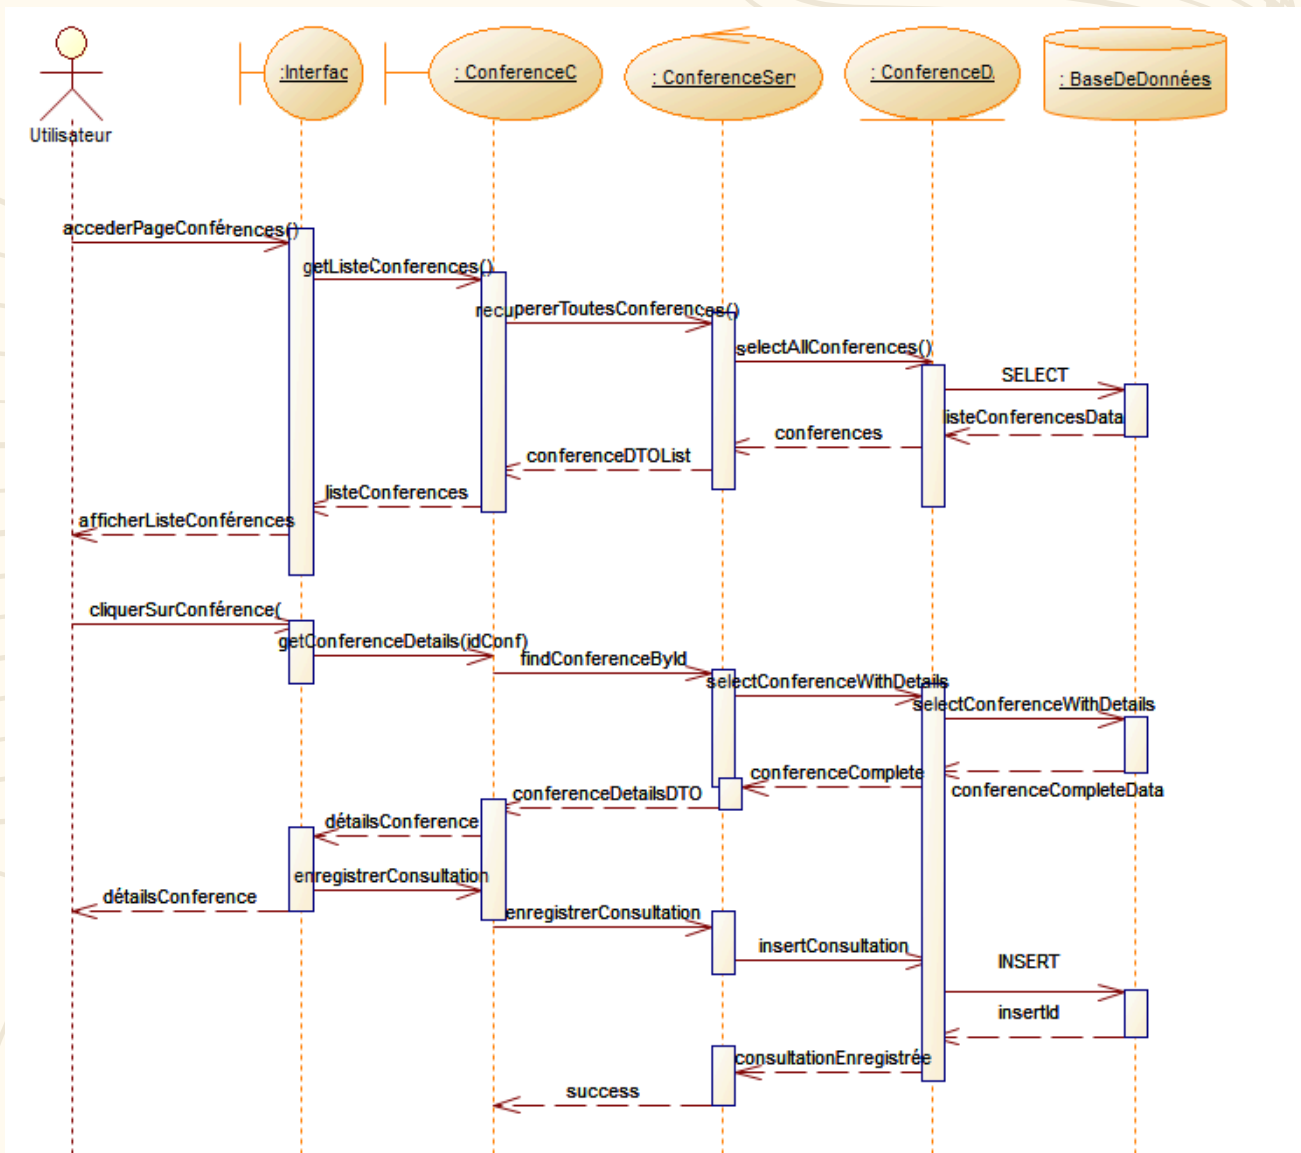 :Interfac
: ConferenceC
: ConferenceSer
: ConferenceD
: BaseDeDonnées
Utilisateur
accederPageConférences()
getListeConferences()
recupererToutesConferences()
selectAllConferences()
SELECT
listeConferencesData
conferences
conferenceDTOList
listeConferences
afficherListeConférences
cliquerSurConférence(
getConferenceDetails(idConf)
findConferenceById
selectConferenceWithDetails
selectConferenceWithDetails
conferenceComplete
conferenceCompleteData
conferenceDetailsDTO
détailsConference
enregistrerConsultation
détailsConference
enregistrerConsultation
insertConsultation
INSERT
insertId
consultationEnregistrée
success